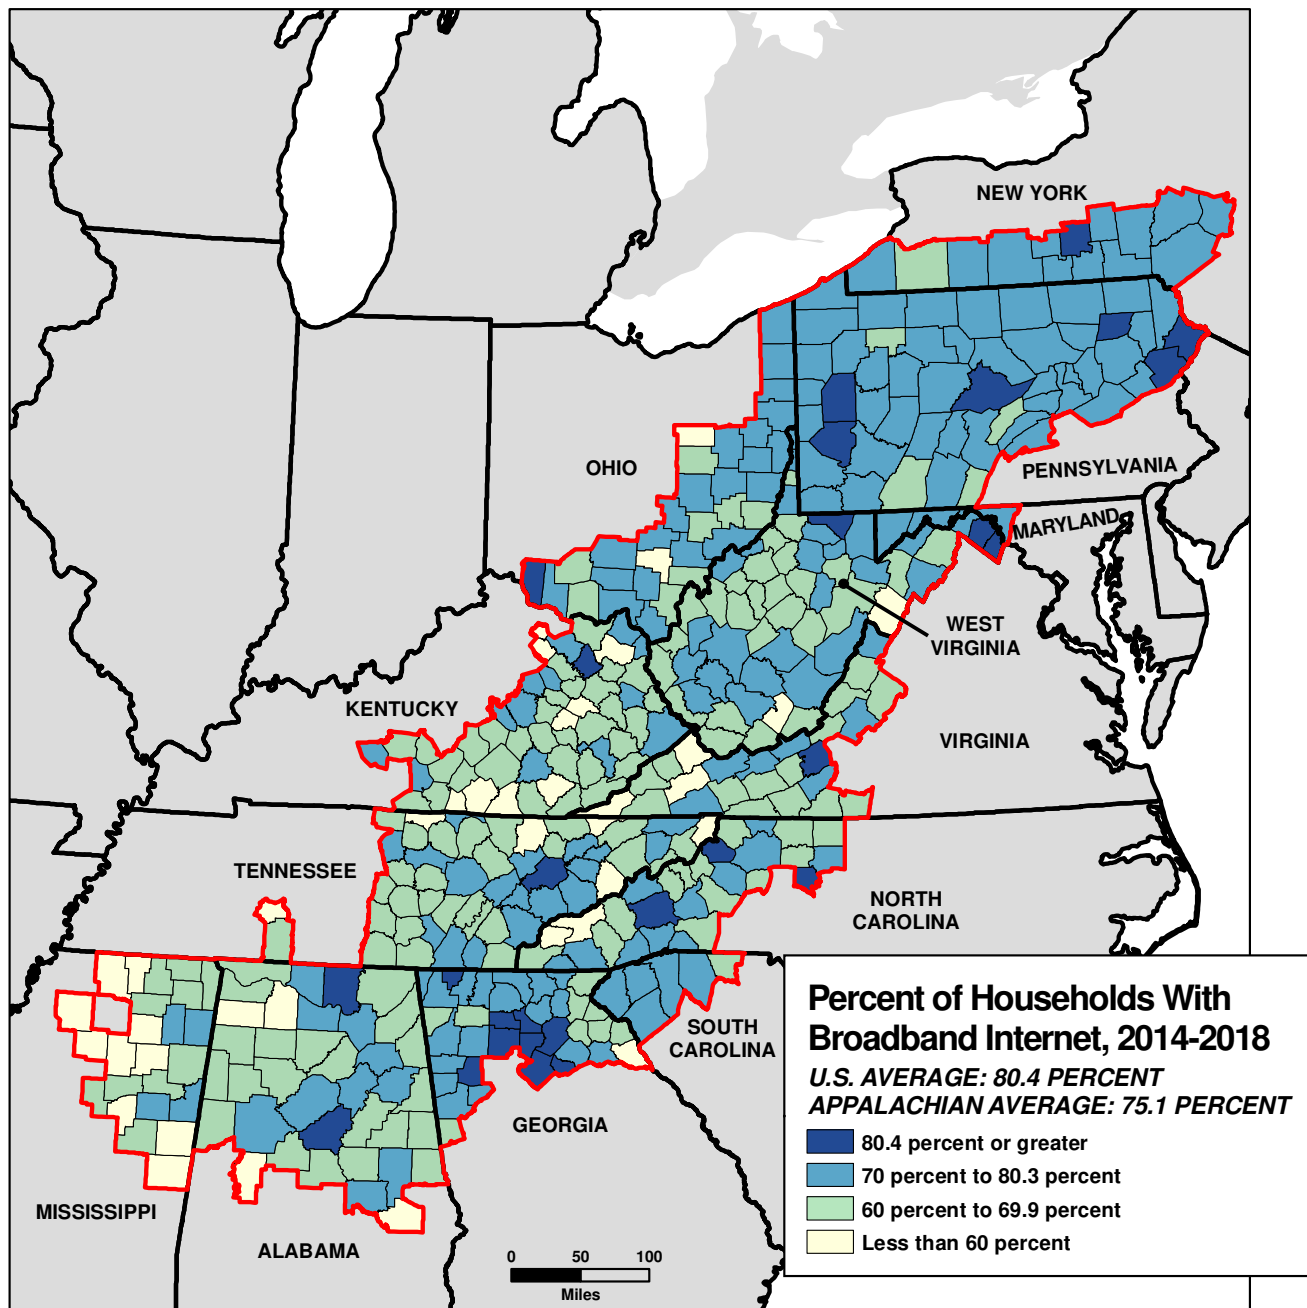 NEW YORK
OHIO
PENNSYLVANIA
MARYLAND
WEST
VIRGINIA
KENTUCKY
VIRGINIA
TENNESSEE
NORTH
CAROLINA
SOUTH
CAROLINA
GEORGIA
MISSISSIPPI
ALABAMA
0 50 100
Miles
Percent of Households With
Broadband Internet, 2014-2018
U.S. AVERAGE: 80.4 PERCENT
APPALACHIAN AVERAGE: 75.1 PERCENT
80.4 percent or greater
70 percent to 80.3 percent
60 percent to 69.9 percent
Less than 60 percent